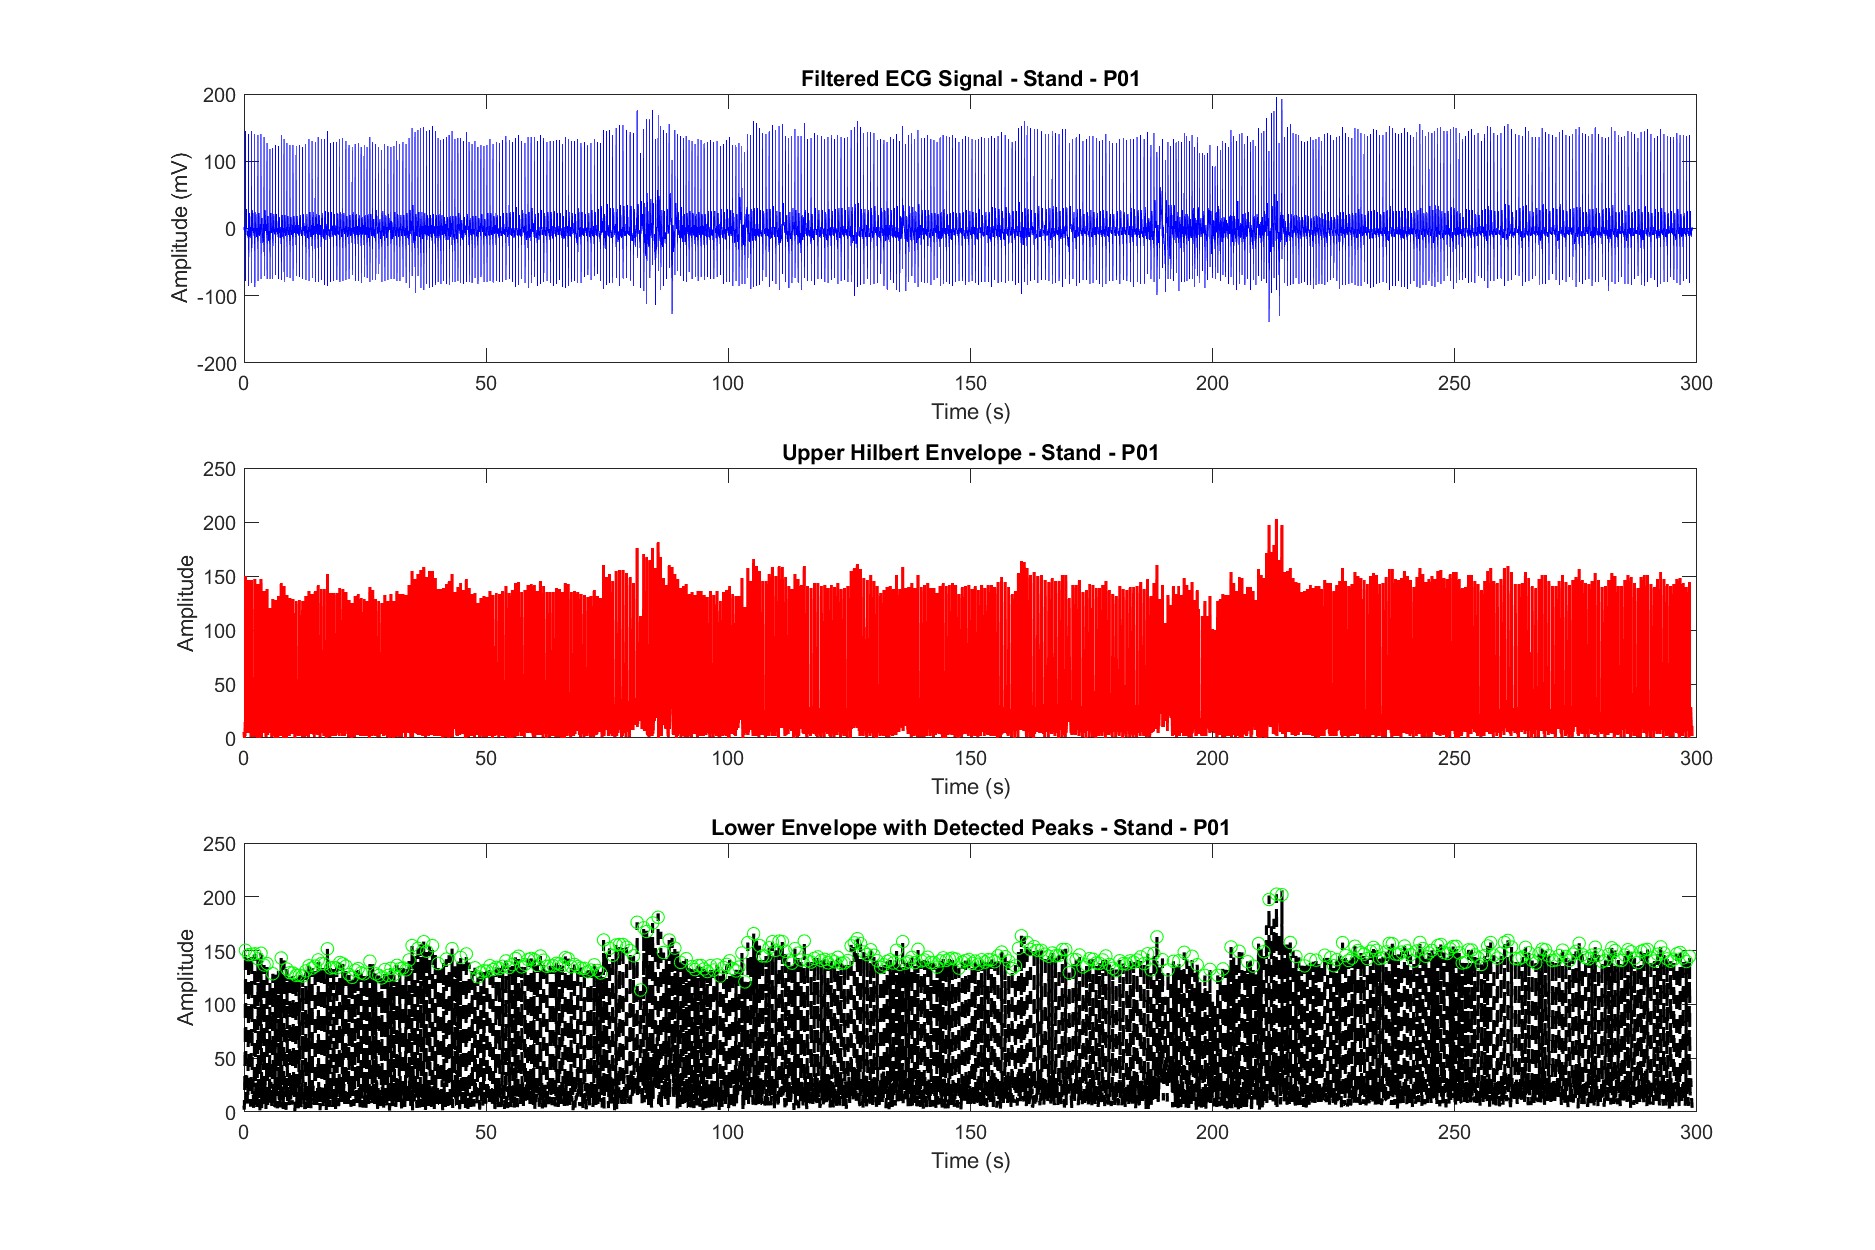 Filtered ECG Signal - Stand - P01
Amplitude (mV)
200
100
0
-100
-200
0 50 100 150 200 250 300
Time (s)
Upper Hilbert Envelope - Stand - P01
Amplitude
250
200
150
100
50
0
0 50 100 150 200 250 300
Time (s)
Lower Envelope with Detected Peaks - Stand - P01
Amplitude
250
200
150
100
50
0
0 50 100 150 200 250 300
Time (s)